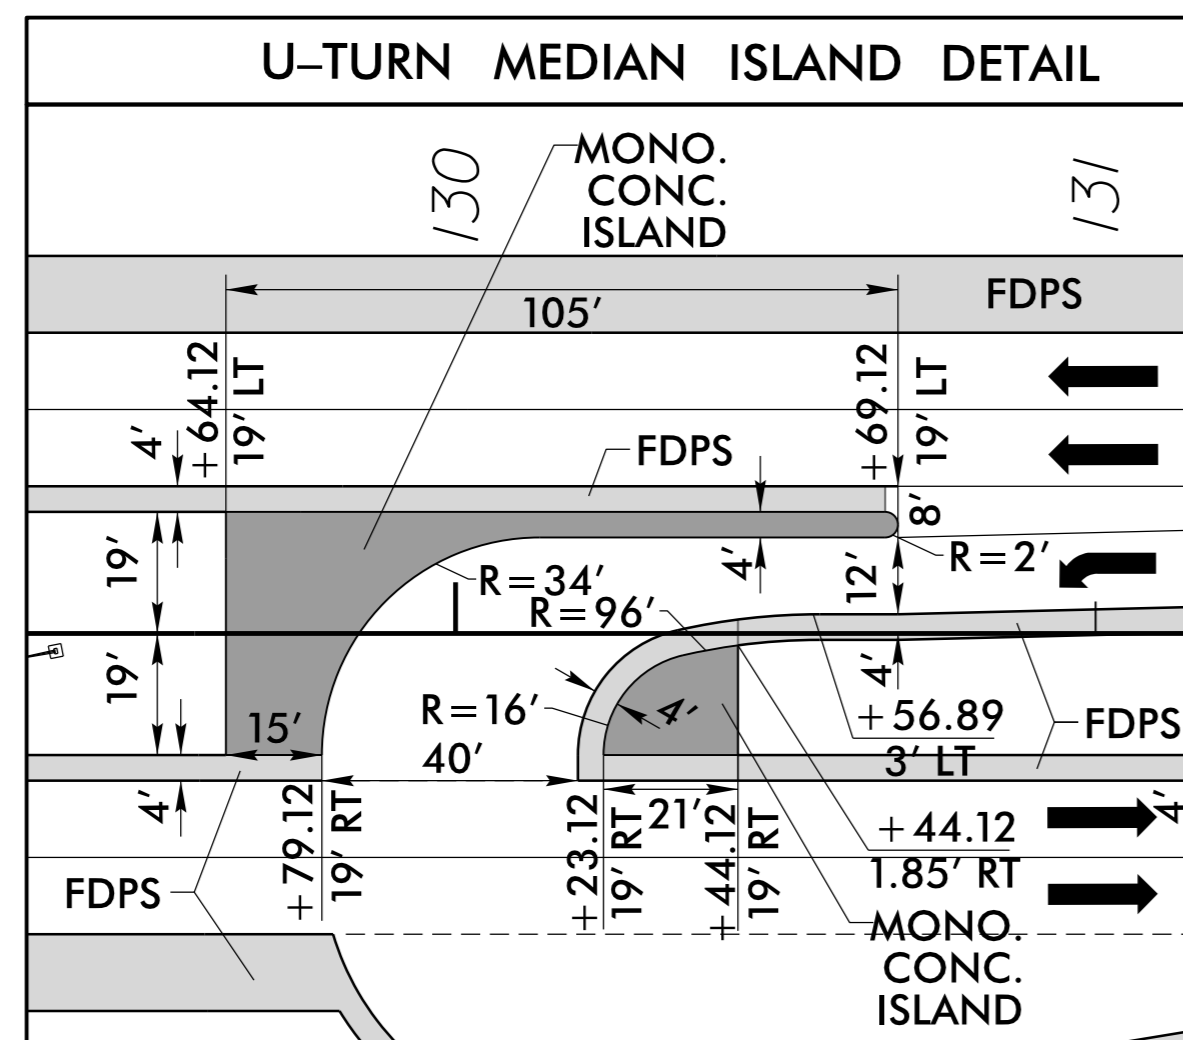 U–TURN MEDIAN ISLAND DETAIL
130
131
MONO.
CONC.
ISLAND
105′
FDPS
+64.12
19′ LT
+69.12
19′ LT
4′
FDPS
8′
19′
R=34′
4′
12′
R=2′
R=96′
19′
15′
R=16′
4′
4′
+56.89
3′ LT
FDPS
40′
4′
+79.12
19′ RT
+23.12
19′ RT
21′
+44.12
19′ RT
+44.12
1.85′ RT
4′
FDPS
MONO.
CONC.
ISLAND